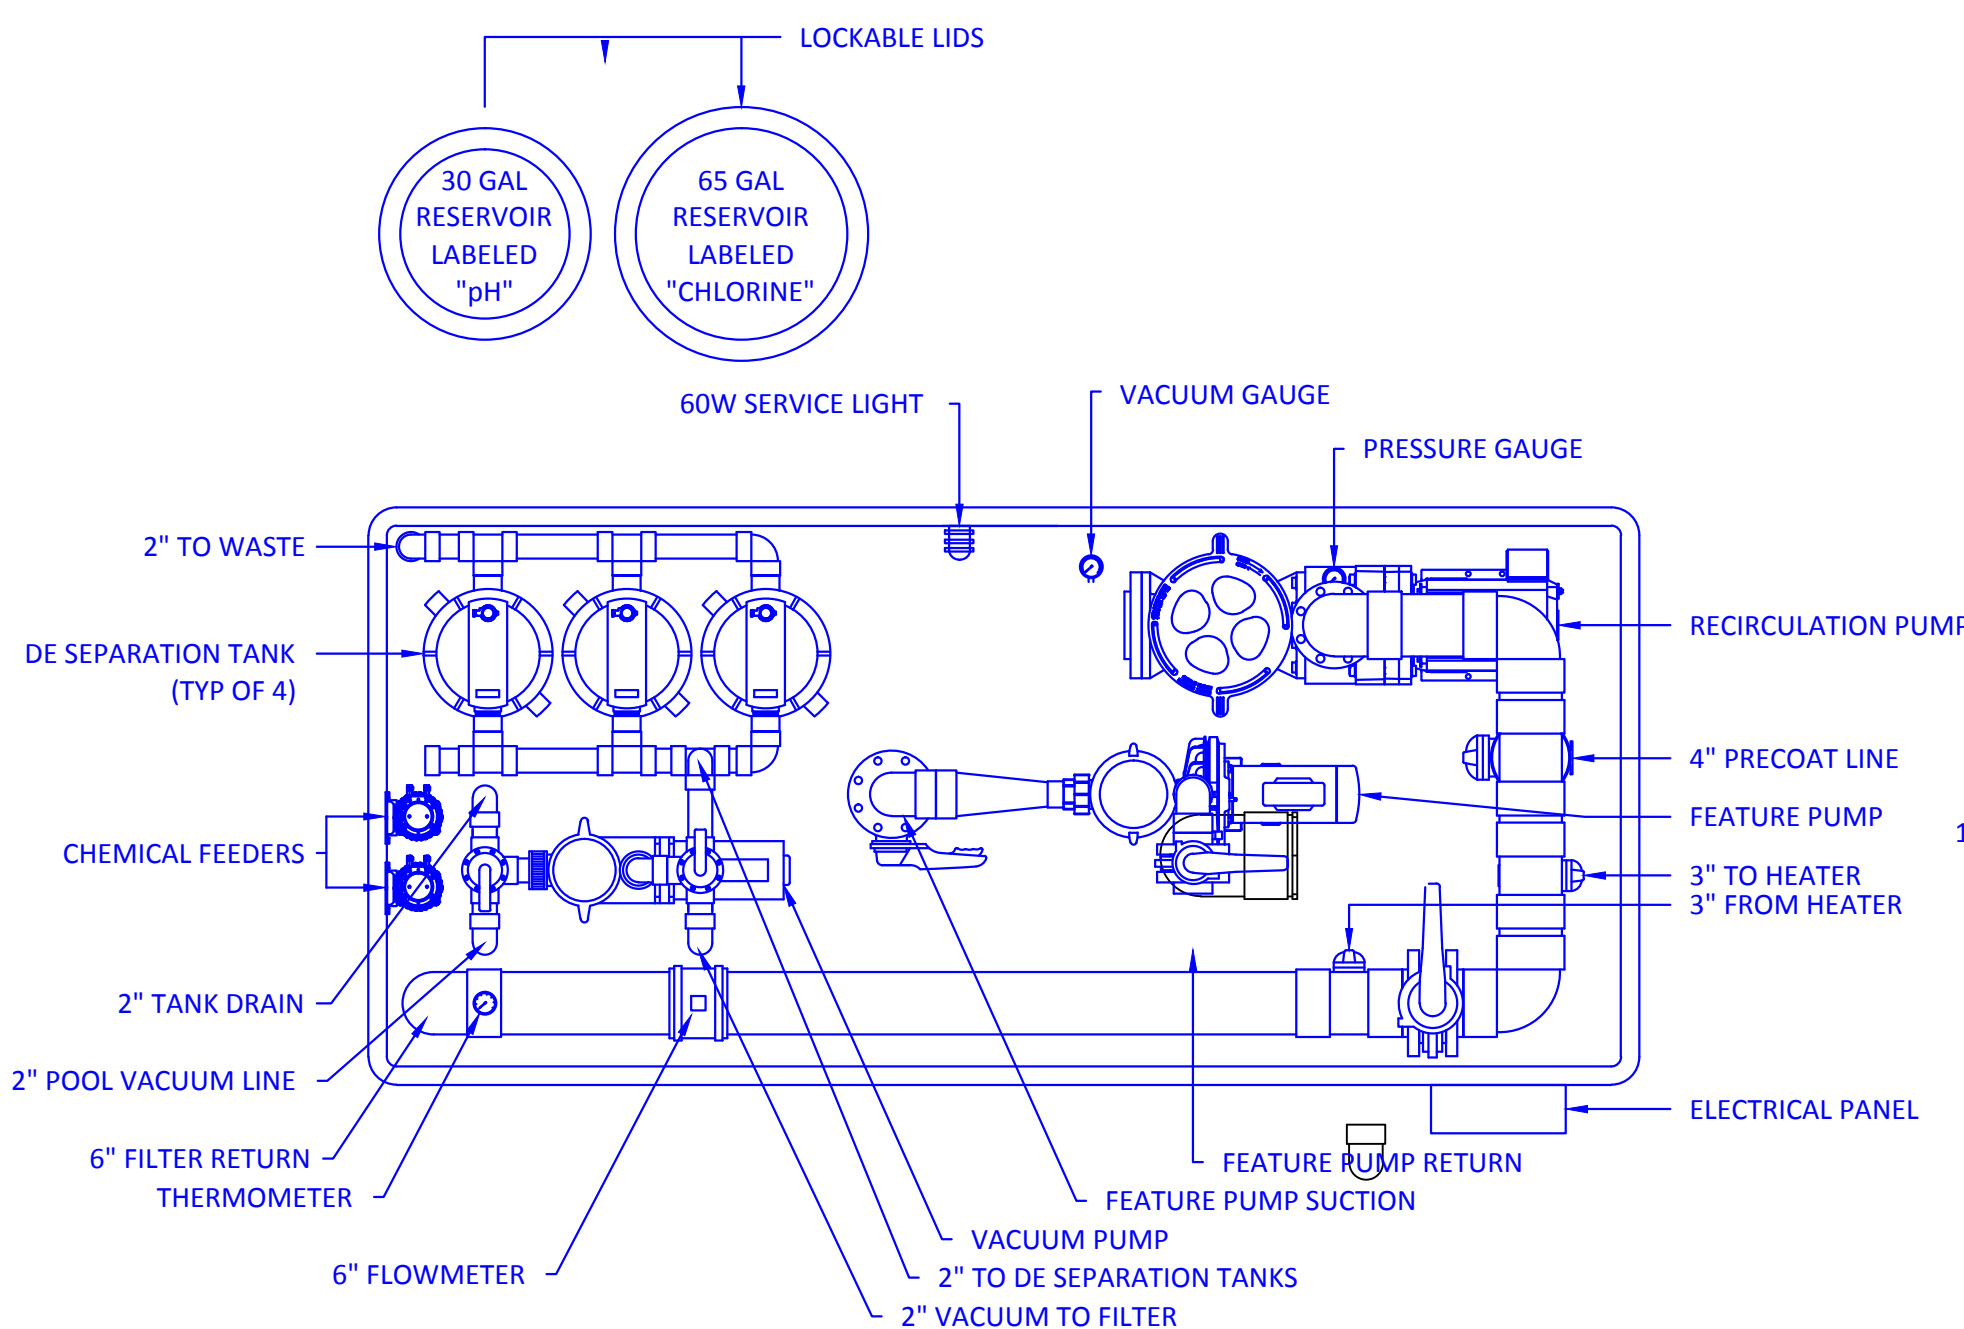 LOCKABLE LIDS
30 GAL
RESERVOIR
LABELED
"pH"
65 GAL
RESERVOIR
LABELED
"CHLORINE"
60W SERVICE LIGHT
VACUUM GAUGE
PRESSURE GAUGE
2" TO WASTE
DE SEPARATION TANK
(TYP OF 4)
CHEMICAL FEEDERS
2" TANK DRAIN
2" POOL VACUUM LINE
6" FILTER RETURN
THERMOMETER
6" FLOWMETER
RECIRCULATION PUMP
4" PRECOAT LINE
FEATURE PUMP
1
3" TO HEATER
3" FROM HEATER
ELECTRICAL PANEL
FEATURE PUMP RETURN
FEATURE PUMP SUCTION
VACUUM PUMP
2" TO DE SEPARATION TANKS
2" VACUUM TO FILTER